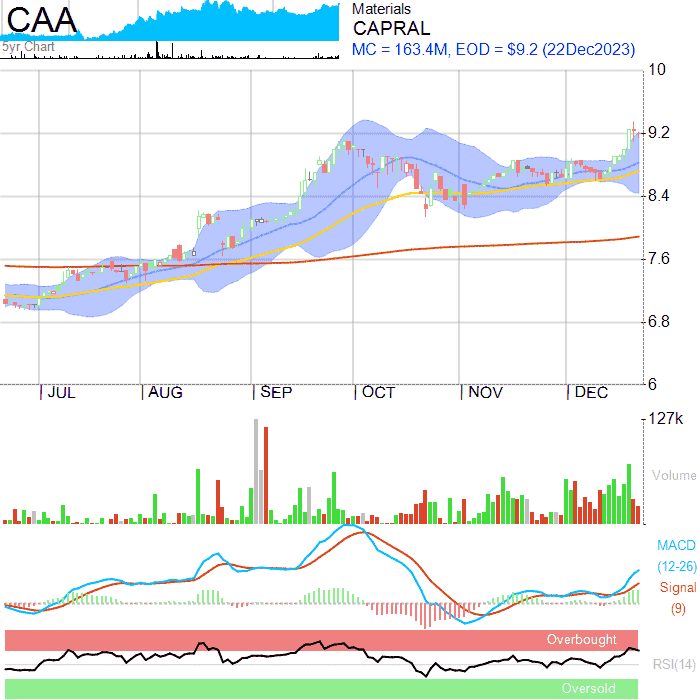 CAA
5yr Chart
Materials
CAPRAL
MC = 163.4M, EOD = $9.2 (22Dec2023)
10
9.2
8.4
7.6
6.8
6
JUL AUG SEP OCT NOV DEC
127k
Volume
MACD
(12-26)
Signal
(9)
Overbought
RSI(14)
Oversold